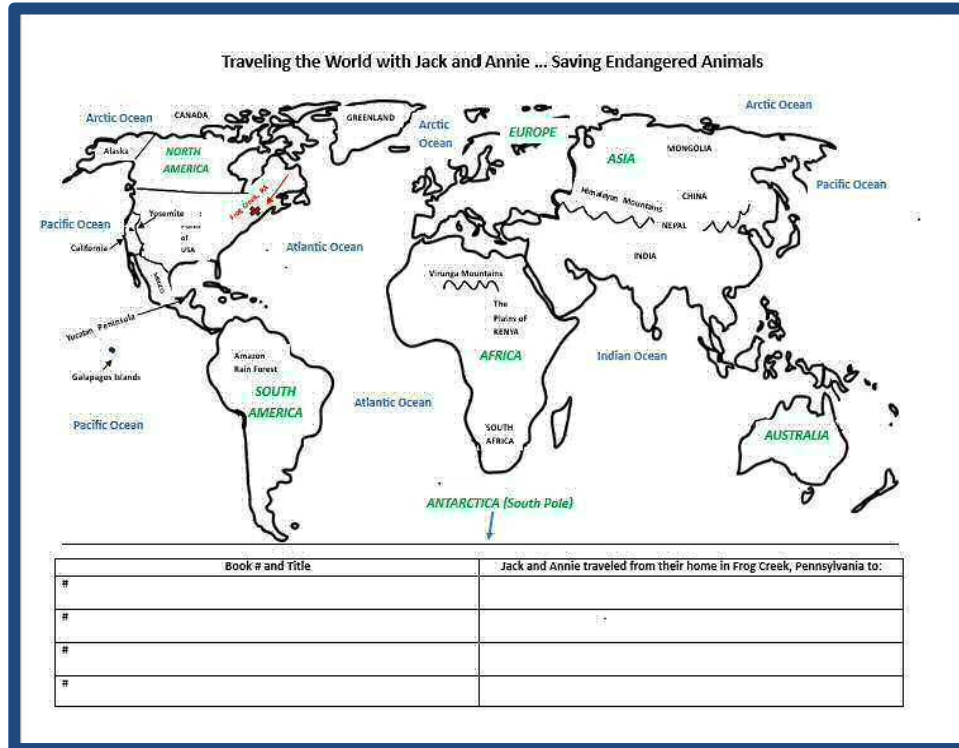 Traveling the World with Jack and Annie ... Saving Endangered Animals
Arctic Ocean
CANADA
GREENLAND
Arctic
Ocean
EUROPE
Arctic Ocean
Alaska
NORTH
AMERICA
ASIA
MONGOLIA
Frog Creek, PA
Himalayan Mountains
CHINA
Pacific Ocean
Pacific Ocean
Yosemite
of
USA
California
Atlantic Ocean
NEPAL
INDIA
MEXICO
Virunga Mountains
The
Plains of
KENYA
Yucatan Peninsula
Galapagos Islands
Amazon
Rain Forest
AFRICA
Indian Ocean
SOUTH
AMERICA
Atlantic Ocean
Pacific Ocean
SOUTH
AFRICA
AUSTRALIA
ANTARCTICA (South Pole)
Book # and Title
Jack and Annie traveled from their home in Frog Creek, Pennsylvania to:
#
#
#
#